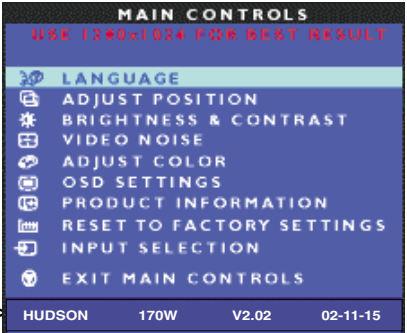 MAIN CONTROLS
USE 1280x1024 FOR BEST RESULT
LANGUAGE
ADJUST POSITION
BRIGHTNESS & CONTRAST
VIDEO NOISE
ADJUST COLOR
OSD SETTINGS
PRODUCT INFORMATION
RESET TO FACTORY SETTINGS
INPUT SELECTION
EXIT MAIN CONTROLS
HUDSON 170W V2.02 02-11-15